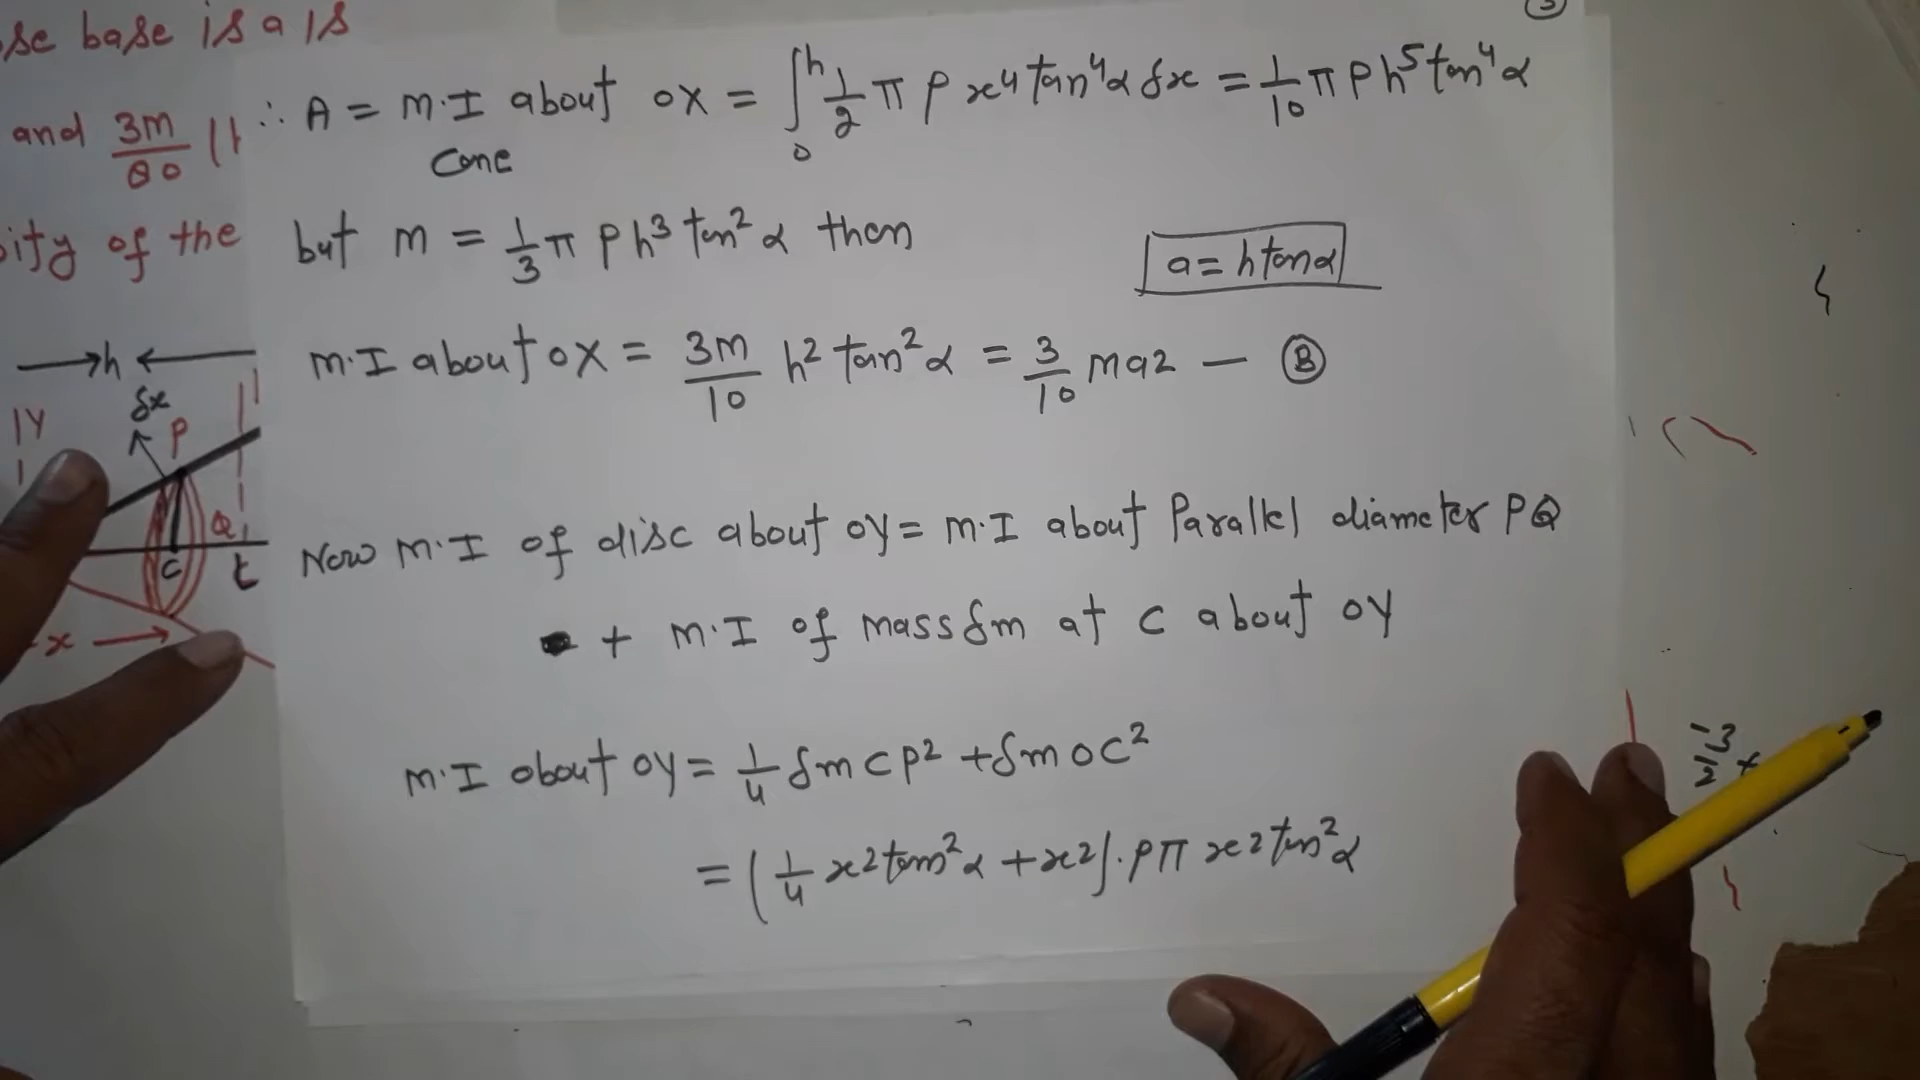 se base is a is
and 3m/80
∴ A = M.I about ox = ∫₀ʰ 1/2 π ρ x⁴ tan⁴α δx = 1/10 π ρ h⁵ tan⁴α
Cone
sity of the
but m = 1/3 π ρ h³ tan²α then
a = h tanα
→ h ←
M.I about ox = 3M/10 h² tan²α = 3/10 ma2 — Ⓑ
δx
Y
P
Q
C
t
x →
Now M.I of disc about oy = M.I about Parallel diameter PQ
+ M.I of mass δm at C about oy
M.I about oy = 1/4 δm CP² + δm OC²
= (1/4 x2 tan²α + x2). ρπ x2 tan²α
-3/2